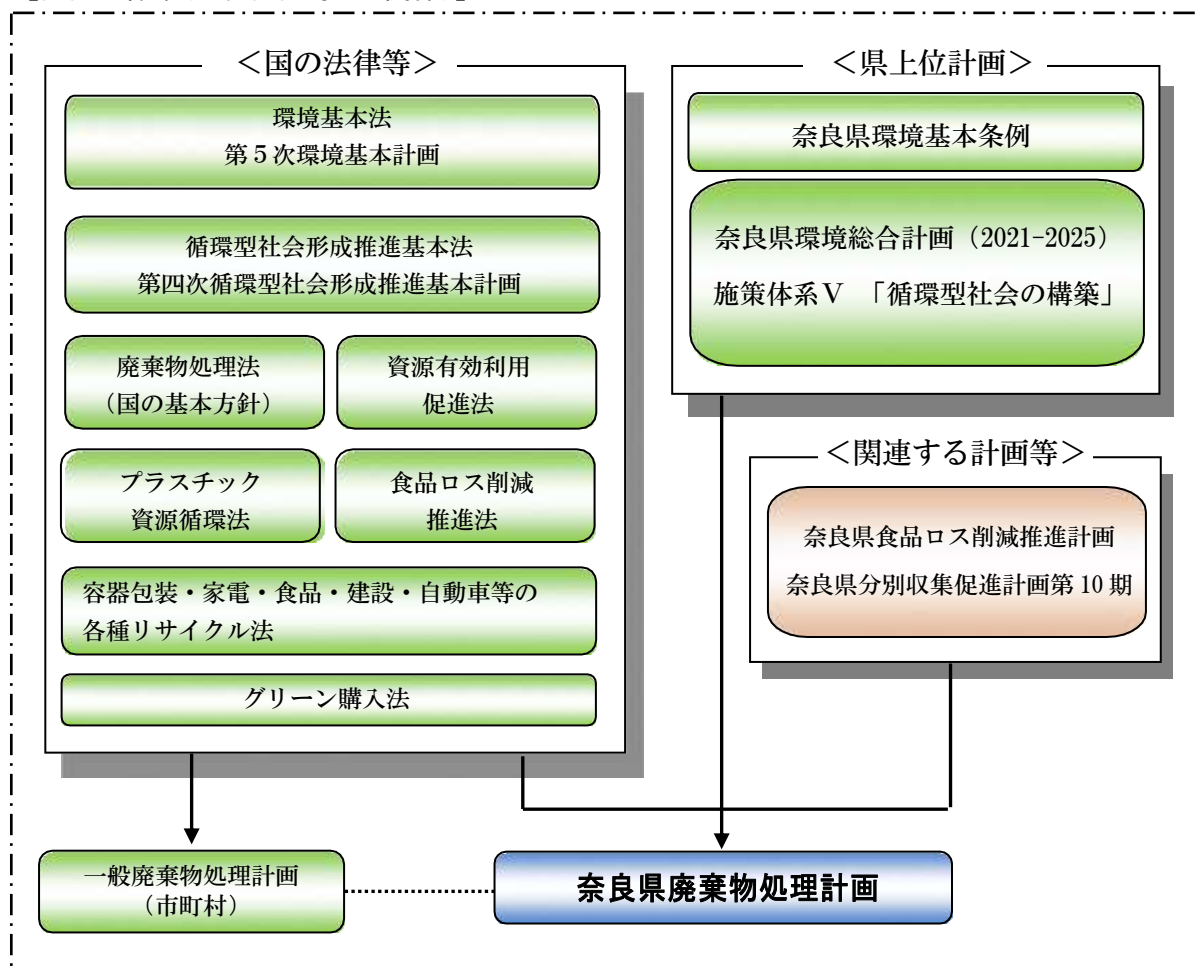 ＜国の法律等＞
環境基本法
第５次環境基本計画
循環型社会形成推進基本法
第四次循環型社会形成推進基本計画
廃棄物処理法
（国の基本方針）
資源有効利用
促進法
プラスチック
資源循環法
食品ロス削減
推進法
容器包装・家電・食品・建設・自動車等の
各種リサイクル法
グリーン購入法
＜県上位計画＞
奈良県環境基本条例
奈良県環境総合計画（2021-2025）
施策体系Ⅴ　「循環型社会の構築」
＜関連する計画等＞
奈良県食品ロス削減推進計画
奈良県分別収集促進計画第 10 期
一般廃棄物処理計画
（市町村）
奈良県廃棄物処理計画